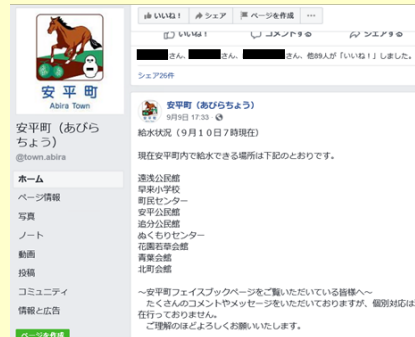 いいね！ シェア ページを作成 ...
いいね！ コメントする シェアする
さん、 さん、 さん、他89人が「いいね！」しました。
シェア26件
安平町
Abira Town
安平町（あびらちょう）
9月9日 17:33
給水状況（９月１０日７時現在）
現在安平町内で給水できる場所は下記のとおりです。
遠浅公民館
早来小学校
町民センター
安平公民館
追分公民館
ぬくもりセンター
花園若草会館
青葉会館
北町会館
～安平町フェイスブックページをご覧いただいている皆様へ～
たくさんのコメントやメッセージをいただいておりますが、個別対応は
在行っておりません。
ご理解のほどよろしくお願いいたします。
安平町（あびら
ちょう）
@town.abira
ホーム
ページ情報
写真
ノート
動画
投稿
コミュニティ
情報と広告
ページを作成